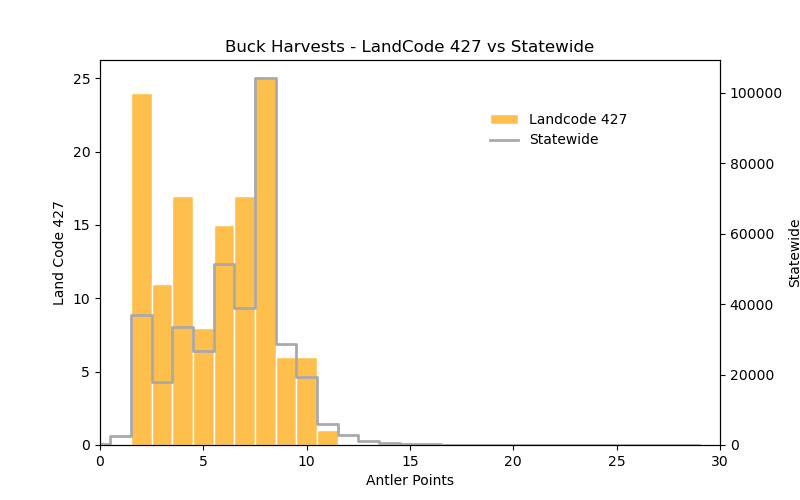 Buck Harvests - LandCode 427 vs Statewide
25
20
15
10
5
0
Land Code 427
Landcode 427
Statewide
100000
80000
60000
40000
20000
0
Statewide
0 5 10 15 20 25 30
Antler Points